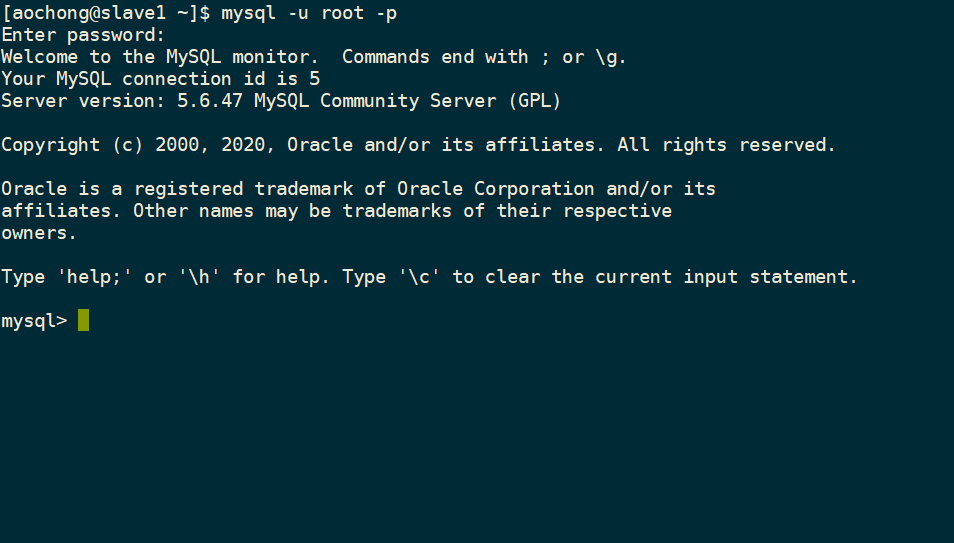 [aochong@slave1 ~]$ mysql -u root -p
Enter password:
Welcome to the MySQL monitor.  Commands end with ; or \g.
Your MySQL connection id is 5
Server version: 5.6.47 MySQL Community Server (GPL)
Copyright (c) 2000, 2020, Oracle and/or its affiliates. All rights reserved.
Oracle is a registered trademark of Oracle Corporation and/or its
affiliates. Other names may be trademarks of their respective
owners.
Type 'help;' or '\h' for help. Type '\c' to clear the current input statement.
mysql>